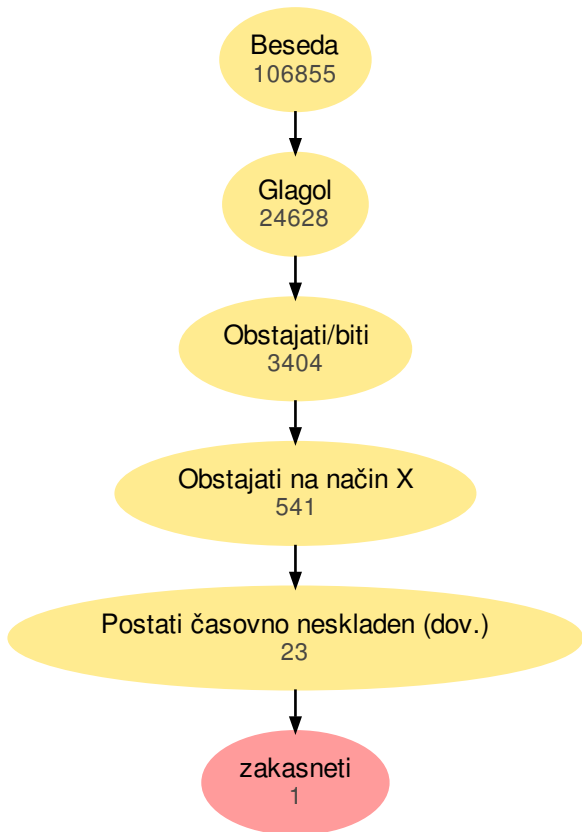 Beseda
106855
Glagol
24628
Obstajati/biti
3404
Obstajati na način X
541
Postati časovno neskladen (dov.)
23
zakasneti
1